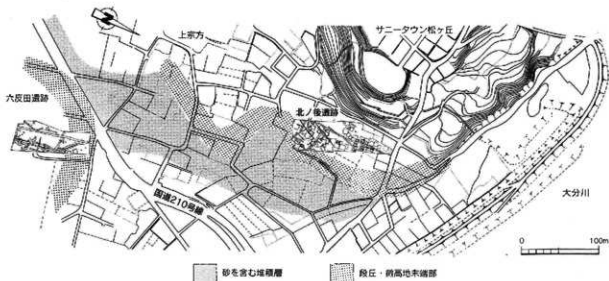 上宗方
サニータウン松ヶ丘
六反田遺跡
北ノ後遺跡
国道210号線
大分川
0 100m
砂を含む堆積層
段丘・微高地末端部